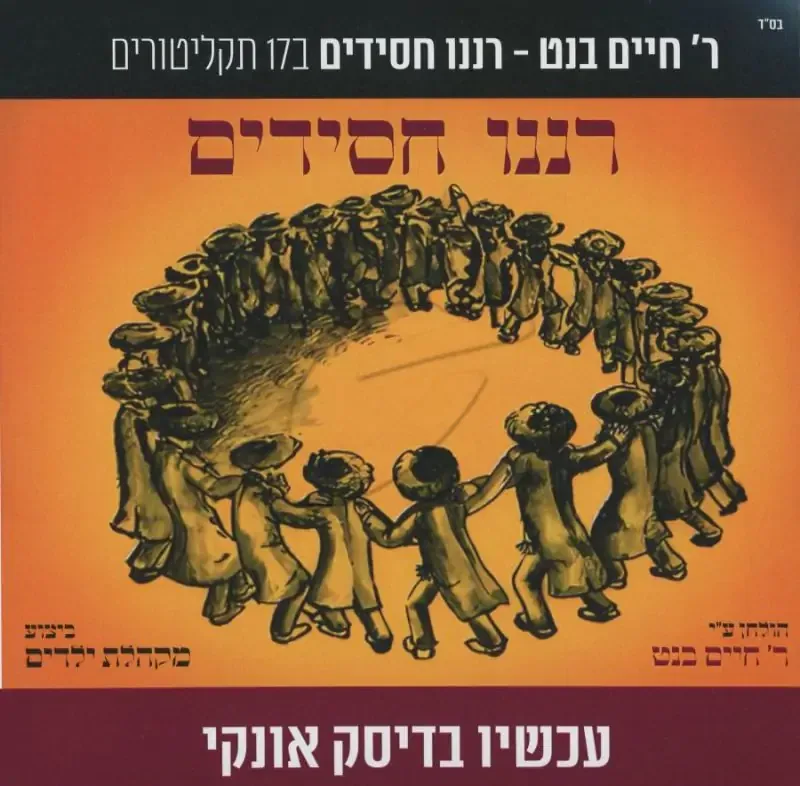 בס"ד
ר' חיים בנט - רננו חסידים ב17 תקליטורים
רננו חסידים
הולחן ע"י
ר' חיים בנט
ביצוע
מקהלת ילדים
עכשיו בדיסק אונקי